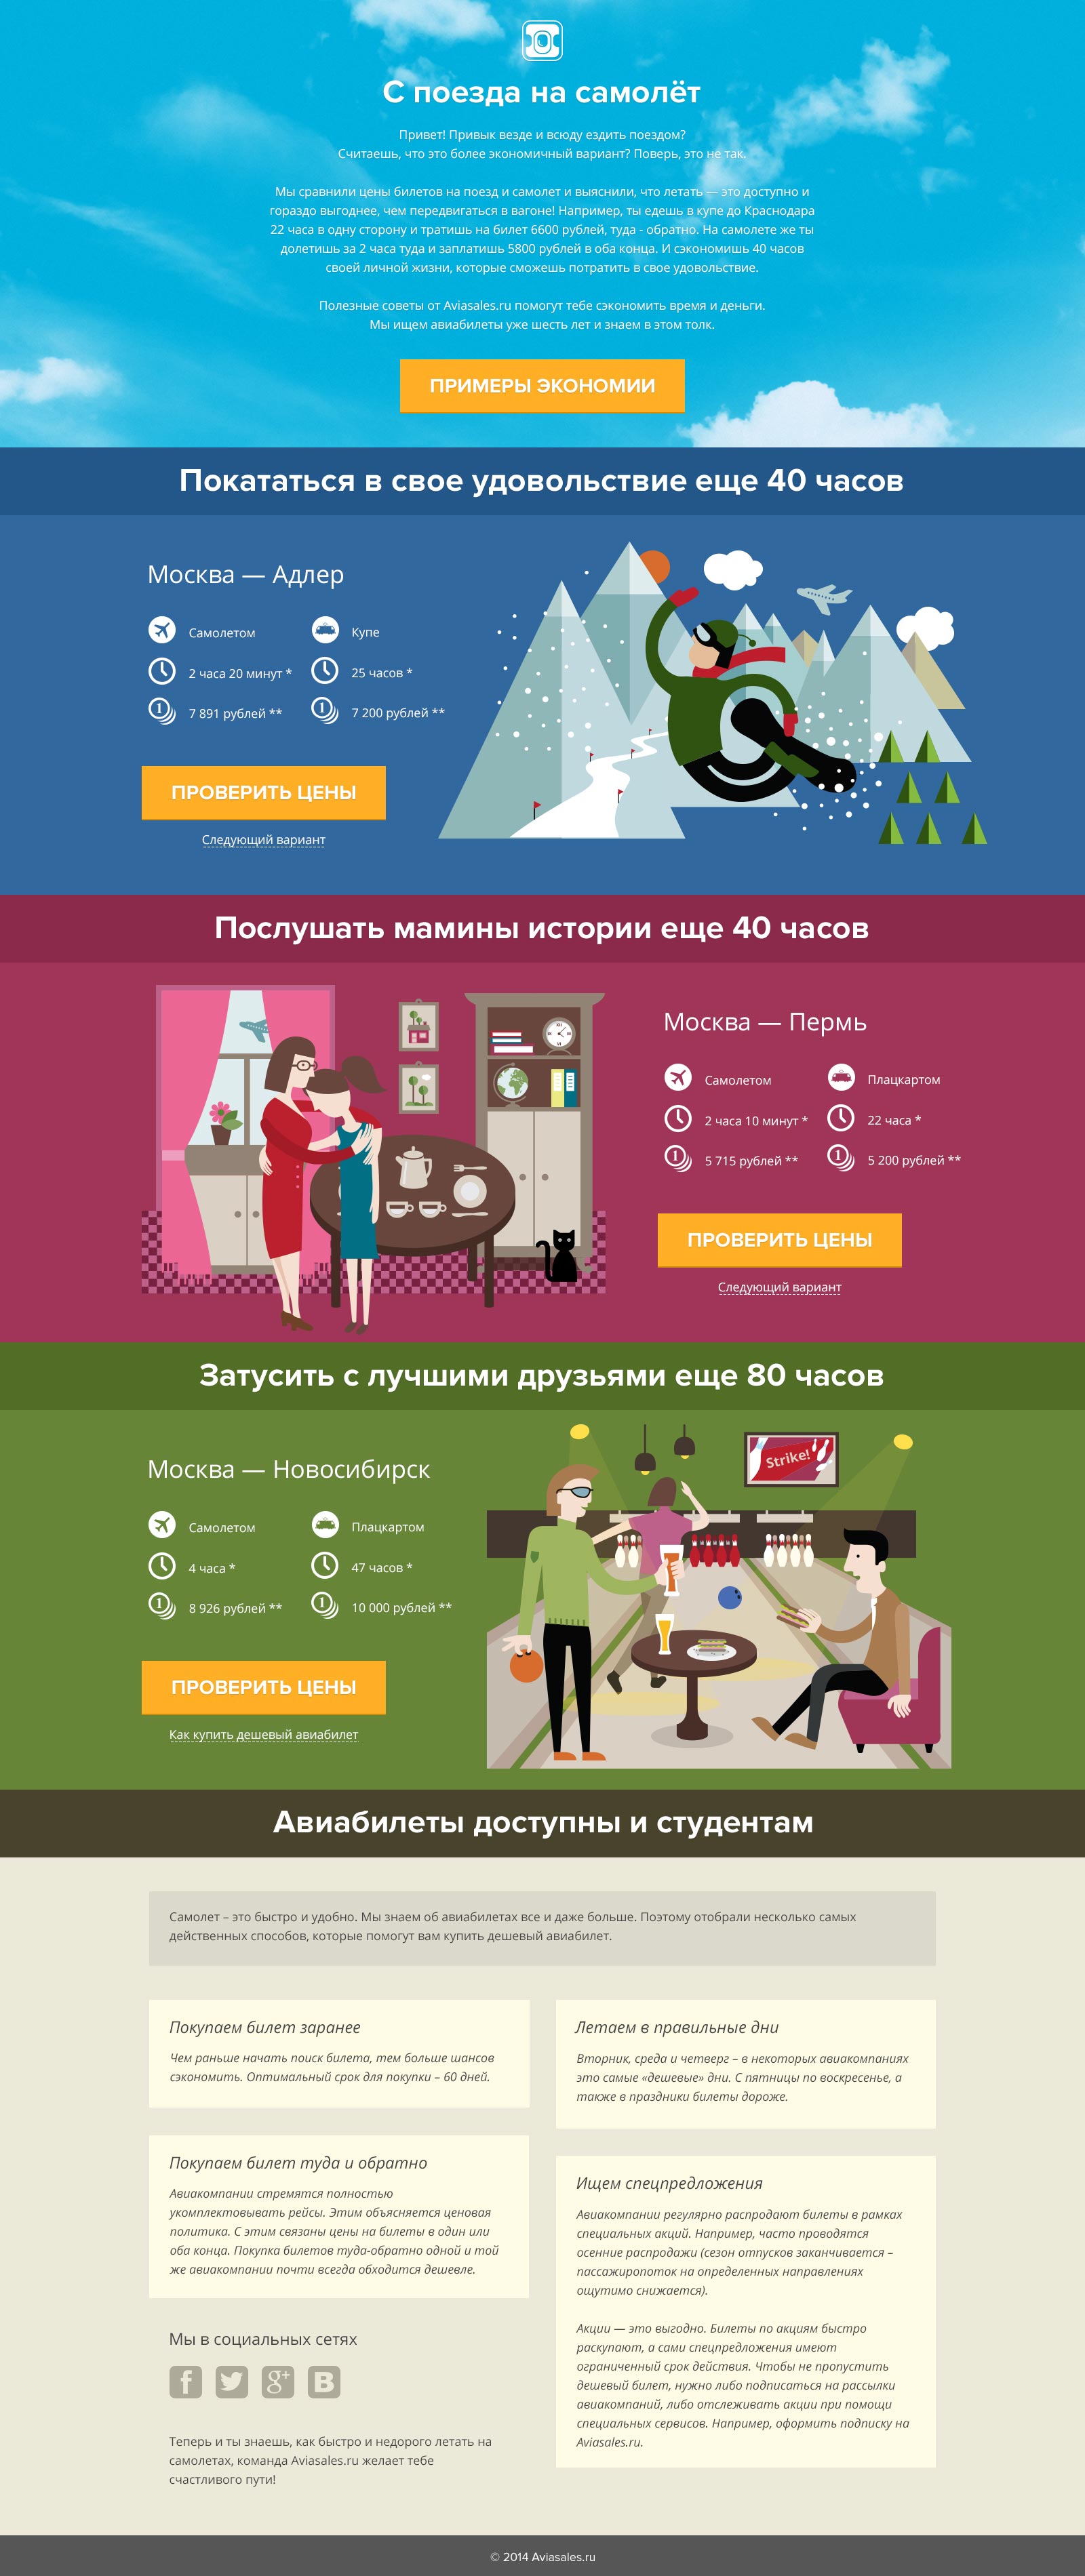 С поезда на самолёт
Привет! Привык везде и всюду ездить поездом?
Считаешь, что это более экономичный вариант? Поверь, это не так.
Мы сравнили цены билетов на поезд и самолет и выяснили, что летать — это доступно и
гораздо выгоднее, чем передвигаться в вагоне! Например, ты едешь в купе до Краснодара
22 часа в одну сторону и тратишь на билет 6600 рублей, туда - обратно. На самолете же ты
долетишь за 2 часа туда и заплатишь 5800 рублей в оба конца. И сэкономишь 40 часов
своей личной жизни, которые сможешь потратить в свое удовольствие.
Полезные советы от Aviasales.ru помогут тебе сэкономить время и деньги.
Мы ищем авиабилеты уже шесть лет и знаем в этом толк.
ПРИМЕРЫ ЭКОНОМИИ
Покататься в свое удовольствие еще 40 часов
Москва — Адлер
Самолетом
Купе
2 часа 20 минут *
25 часов *
7 891 рублей **
7 200 рублей **
ПРОВЕРИТЬ ЦЕНЫ
Следующий вариант
Послушать мамины истории еще 40 часов
Москва — Пермь
Самолетом
Плацкартом
2 часа 10 минут *
22 часа *
5 715 рублей **
5 200 рублей **
ПРОВЕРИТЬ ЦЕНЫ
Следующий вариант
Затусить с лучшими друзьями еще 80 часов
Strike!
Москва — Новосибирск
Самолетом
Плацкартом
4 часа *
47 часов *
8 926 рублей **
10 000 рублей **
ПРОВЕРИТЬ ЦЕНЫ
Как купить дешевый авиабилет
Авиабилеты доступны и студентам
Самолет – это быстро и удобно. Мы знаем об авиабилетах все и даже больше. Поэтому отобрали несколько самых
действенных способов, которые помогут вам купить дешевый авиабилет.
Покупаем билет заранее
Чем раньше начать поиск билета, тем больше шансов
сэкономить. Оптимальный срок для покупки – 60 дней.
Летаем в правильные дни
Вторник, среда и четверг – в некоторых авиакомпаниях
это самые «дешевые» дни. С пятницы по воскресенье, а
также в праздники билеты дороже.
Покупаем билет туда и обратно
Авиакомпании стремятся полностью
укомплектовывать рейсы. Этим объясняется ценовая
политика. С этим связаны цены на билеты в один или
оба конца. Покупка билетов туда-обратно одной и той
же авиакомпании почти всегда обходится дешевле.
Ищем спецпредложения
Авиакомпании регулярно распродают билеты в рамках
специальных акций. Например, часто проводятся
осенние распродажи (сезон отпусков заканчивается –
пассажиропоток на определенных направлениях
ощутимо снижается).
Акции — это выгодно. Билеты по акциям быстро
раскупают, а сами спецпредложения имеют
ограниченный срок действия. Чтобы не пропустить
дешевый билет, нужно либо подписаться на рассылки
авиакомпаний, либо отслеживать акции при помощи
специальных сервисов. Например, оформить подписку на
Aviasales.ru.
Мы в социальных сетях
Теперь и ты знаешь, как быстро и недорого летать на
самолетах, команда Aviasales.ru желает тебе
счастливого пути!
© 2014 Aviasales.ru